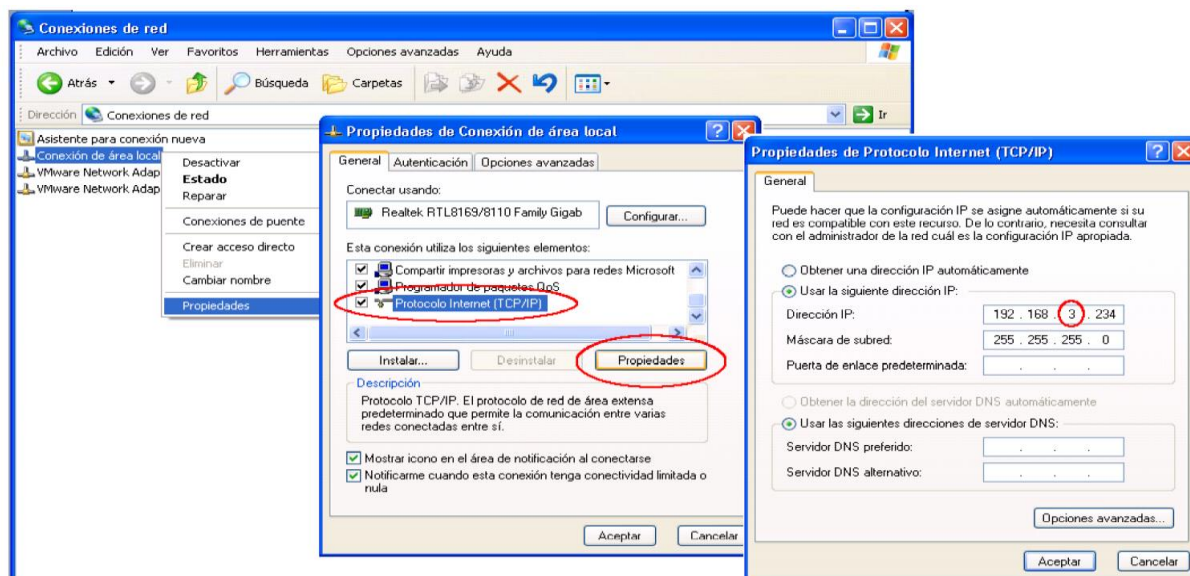 Conexiones de red
Archivo Edición Ver Favoritos Herramientas Opciones avanzadas Ayuda
Atrás Búsqueda Carpetas
Dirección Conexiones de red Ir
Asistente para conexión nueva
Conexión de área local
VMware Network Adap
VMware Network Adap
Desactivar
Estado
Reparar
Conexiones de puente
Crear acceso directo
Eliminar
Cambiar nombre
Propiedades
Propiedades de Conexión de área local
General Autenticación Opciones avanzadas
Conectar usando:
Realtek RTL8169/8110 Family Gigab Configurar...
Esta conexión utiliza los siguientes elementos:
Compartir impresoras y archivos para redes Microsoft
Programador de paquetes QoS
Protocolo Internet (TCP/IP)
Instalar... Desinstalar Propiedades
Descripción
Protocolo TCP/IP. El protocolo de red de área extensa
predeterminado que permite la comunicación entre varias
redes conectadas entre sí.
Mostrar icono en el área de notificación al conectarse
Notificarme cuando esta conexión tenga conectividad limitada o
nula
Aceptar Cancelar
Propiedades de Protocolo Internet (TCP/IP)
General
Puede hacer que la configuración IP se asigne automáticamente si su
red es compatible con este recurso. De lo contrario, necesita consultar
con el administrador de la red cuál es la configuración IP apropiada.
Obtener una dirección IP automáticamente
Usar la siguiente dirección IP:
Dirección IP: 192 . 168 . 3 . 234
Máscara de subred: 255 . 255 . 255 . 0
Puerta de enlace predeterminada: . . .
Obtener la dirección del servidor DNS automáticamente
Usar las siguientes direcciones de servidor DNS:
Servidor DNS preferido: . . .
Servidor DNS alternativo: . . .
Opciones avanzadas...
Aceptar Cancelar